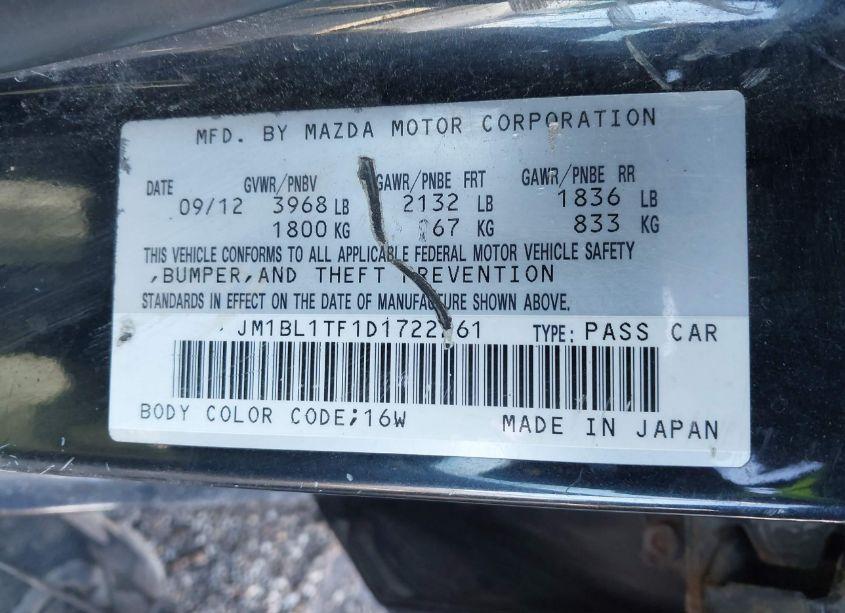 MFD. BY MAZDA MOTOR CORPORATION
DATE GVWR/PNBV GAWR/PNBE FRT GAWR/PNBE RR
09/12 3968 LB 2132 LB 1836 LB
1800 KG KG 833 KG
THIS VEHICLE CONFORMS TO ALL APPLICABLE FEDERAL MOTOR VEHICLE SAFETY
,BUMPER,AND THEFT PREVENTION
STANDARDS IN EFFECT ON THE DATE OF MANUFACTURE SHOWN ABOVE.
TYPE: PASS CAR
BODY COLOR CODE;16W MADE IN JAPAN